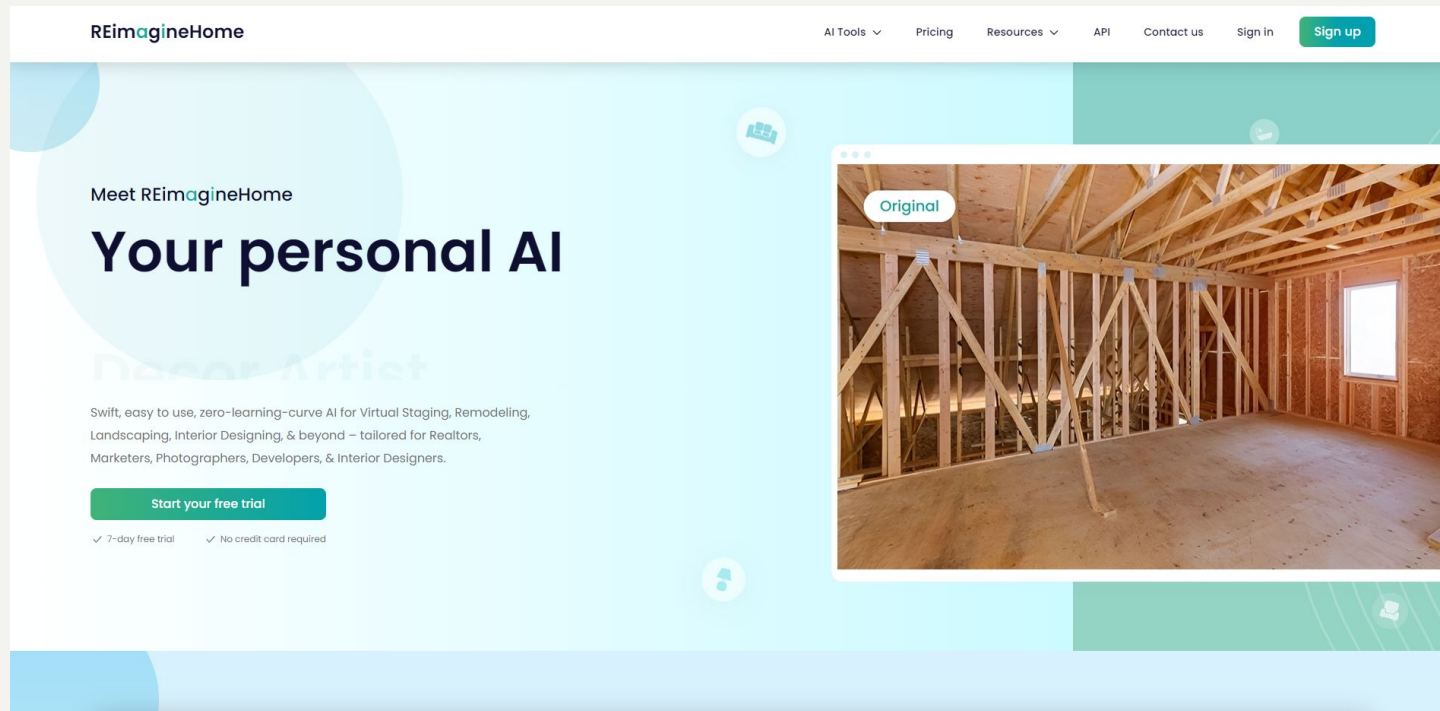 REimagineHome
AI Tools
Pricing
Resources
API
Contact us
Sign in
Sign up
Meet REimagineHome
Your personal AI
Decor Artist
Swift, easy to use, zero-learning-curve AI for Virtual Staging, Remodeling,
Landscaping, Interior Designing, & beyond – tailored for Realtors,
Marketers, Photographers, Developers, & Interior Designers.
Start your free trial
7-day free trial
No credit card required
Original